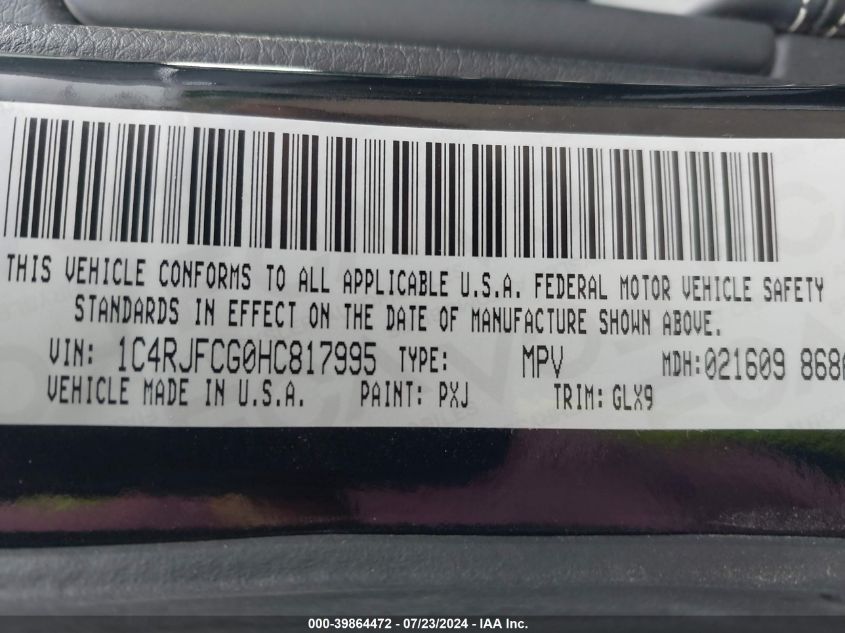 THIS VEHICLE CONFORMS TO ALL APPLICABLE U.S.A. FEDERAL MOTOR VEHICLE SAFETY
STANDARDS IN EFFECT ON THE DATE OF MANUFACTURE SHOWN ABOVE.
VIN: 1C4RJFCG0HC817995 TYPE: MPV MDH:021609 868
VEHICLE MADE IN U.S.A. PAINT: PXJ TRIM: GLX9
000-39864472 / 07/23/2024 - IAA Inc.